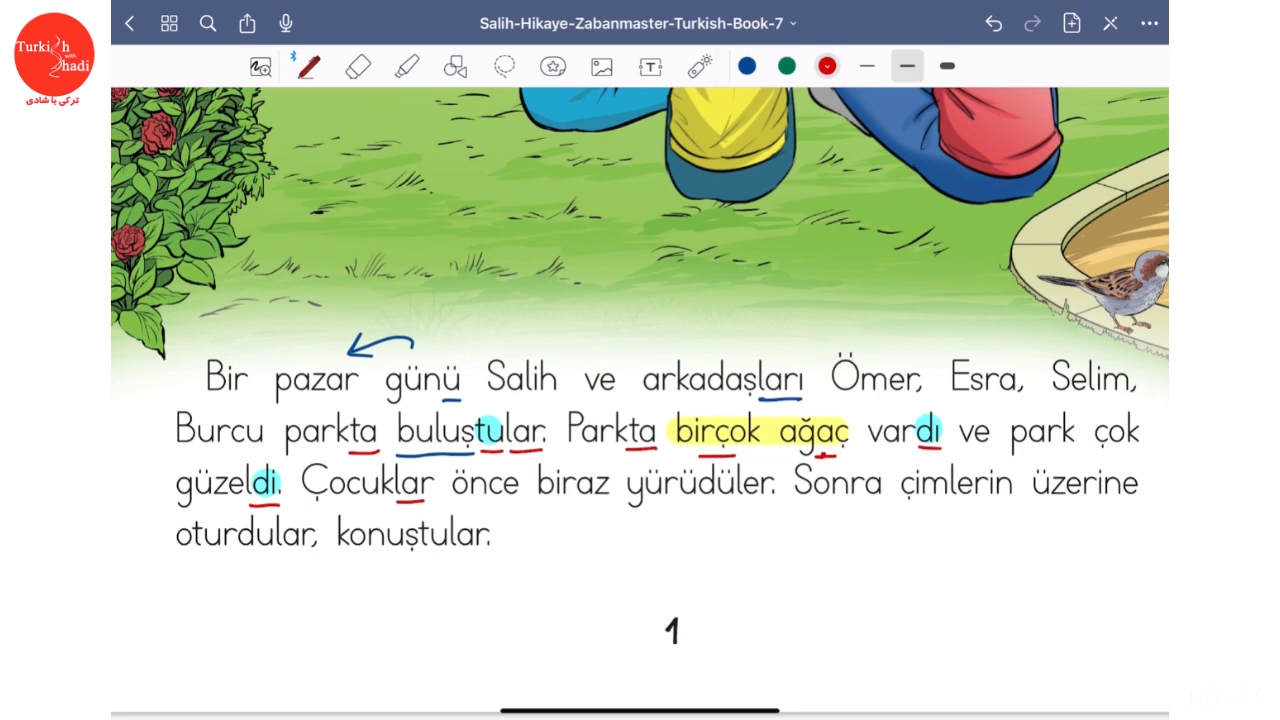 Salih-Hikaye-Zabanmaster-Turkish-Book-7
Turkish
with
Shadi
ترکی با شادی
T
Bir pazar günü Salih ve arkadaşları Ömer, Esra, Selim,
Burcu parkta buluştular. Parkta birçok ağaç vardı ve park çok
güzeldi. Çocuklar önce biraz yürüdüler. Sonra çimlerin üzerine
oturdular, konuştular.
1